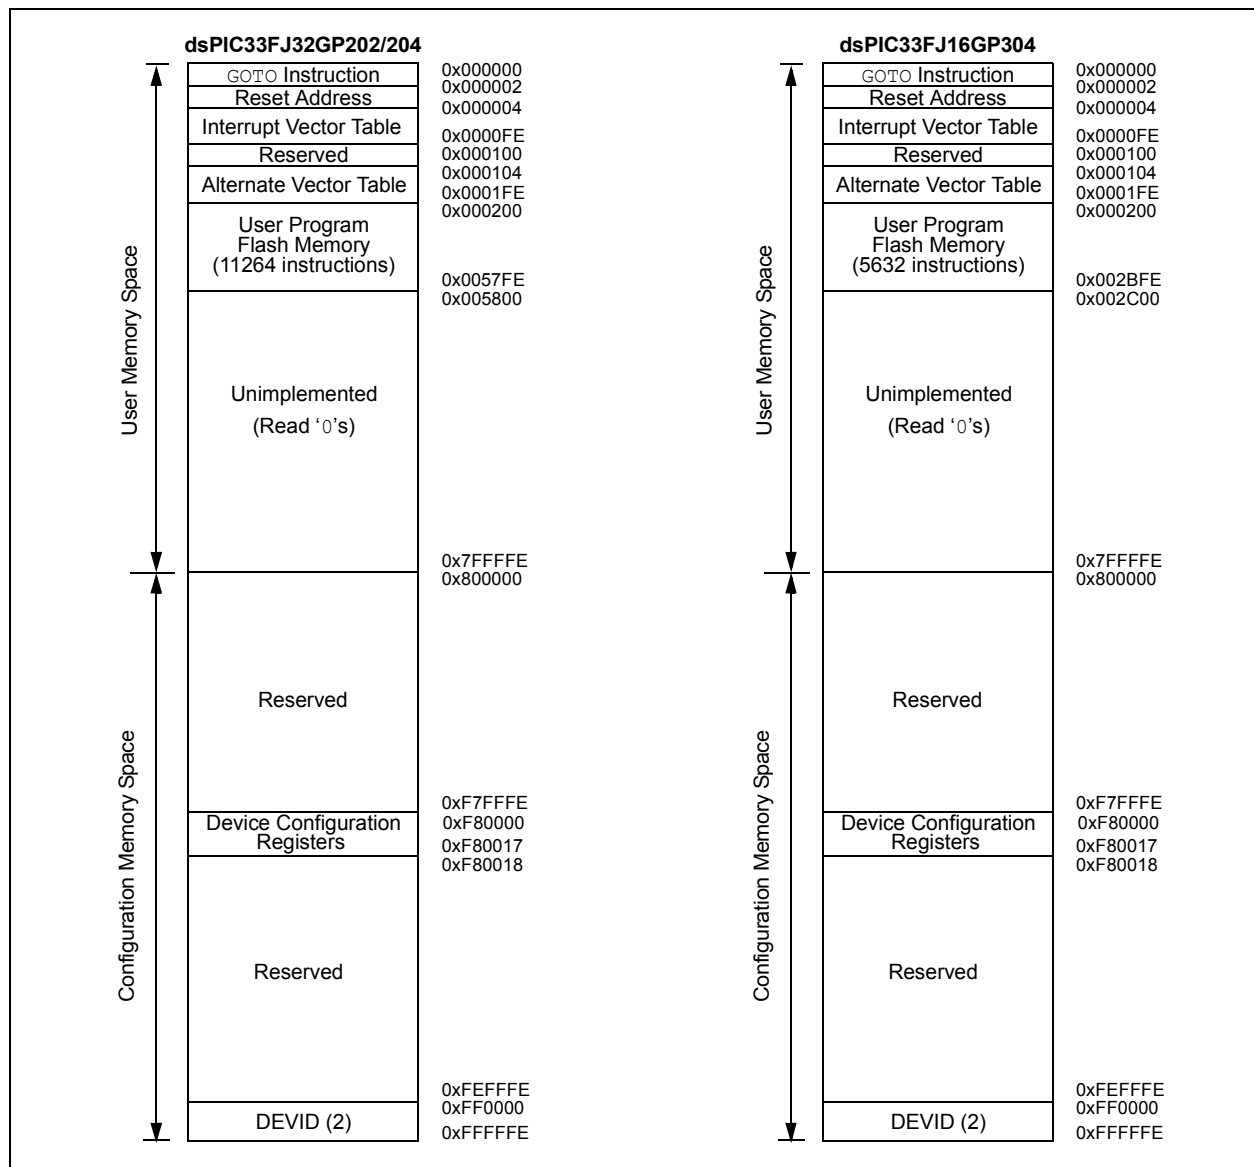 dsPIC33FJ32GP202/204
GOTO Instruction
0x000000
0x000002
Reset Address
0x000004
Interrupt Vector Table
0x0000FE
Reserved
0x000100
0x000104
Alternate Vector Table
0x0001FE
0x000200
User Program
Flash Memory
(11264 instructions)
0x0057FE
0x005800
Unimplemented
(Read ‘0’s)
User Memory Space
0x7FFFFE
0x800000
Reserved
0xF7FFFE
Device Configuration
Registers
0xF80000
0xF80017
0xF80018
Reserved
Configuration Memory Space
0xFEFFFE
0xFF0000
DEVID (2)
0xFFFFFE
dsPIC33FJ16GP304
GOTO Instruction
0x000000
0x000002
Reset Address
0x000004
Interrupt Vector Table
0x0000FE
Reserved
0x000100
0x000104
Alternate Vector Table
0x0001FE
0x000200
User Program
Flash Memory
(5632 instructions)
0x002BFE
0x002C00
Unimplemented
(Read ‘0’s)
User Memory Space
0x7FFFFE
0x800000
Reserved
0xF7FFFE
Device Configuration
Registers
0xF80000
0xF80017
0xF80018
Reserved
Configuration Memory Space
0xFEFFFE
0xFF0000
DEVID (2)
0xFFFFFE